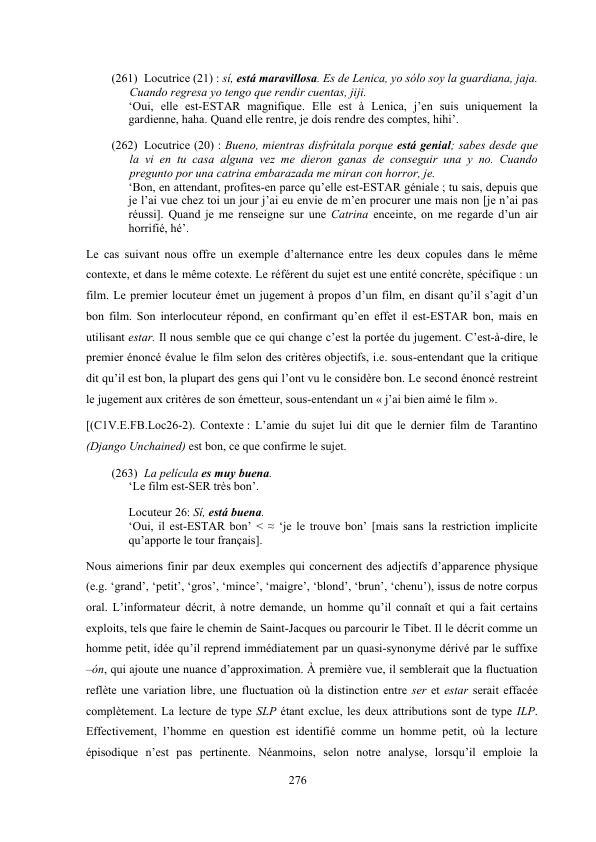 (261) Locutrice (21) : sí, está maravillosa. Es de Lenica, yo sólo soy la guardiana, jaja.
Cuando regresa yo tengo que rendir cuentas, jiji.
‘Oui, elle est-ESTAR magnifique. Elle est à Lenica, j’en suis uniquement la
gardienne, haha. Quand elle rentre, je dois rendre des comptes, hihi’.
(262) Locutrice (20) : Bueno, mientras disfrútala porque está genial; sabes desde que
la vi en tu casa alguna vez me dieron ganas de conseguir una y no. Cuando
pregunto por una catrina embarazada me miran con horror, je.
‘Bon, en attendant, profites-en parce qu’elle est-ESTAR géniale ; tu sais, depuis que
je l’ai vue chez toi un jour j’ai eu envie de m’en procurer une mais non [je n’ai pas
réussi]. Quand je me renseigne sur une Catrina enceinte, on me regarde d’un air
horrifié, hé’.
Le cas suivant nous offre un exemple d’alternance entre les deux copules dans le même
contexte, et dans le même cotexte. Le référent du sujet est une entité concrète, spécifique : un
film. Le premier locuteur émet un jugement à propos d’un film, en disant qu’il s’agit d’un
bon film. Son interlocuteur répond, en confirmant qu’en effet il est-ESTAR bon, mais en
utilisant estar. Il nous semble que ce qui change c’est la portée du jugement. C’est-à-dire, le
premier énoncé évalue le film selon des critères objectifs, i.e. sous-entendant que la critique
dit qu’il est bon, la plupart des gens qui l’ont vu le considère bon. Le second énoncé restreint
le jugement aux critères de son émetteur, sous-entendant un « j’ai bien aimé le film ».
[(C1V.E.FB.Loc26-2). Contexte : L’amie du sujet lui dit que le dernier film de Tarantino
(Django Unchained) est bon, ce que confirme le sujet.
(263) La película es muy buena.
‘Le film est-SER très bon’.
Locuteur 26: Sí, está buena.
‘Oui, il est-ESTAR bon’ < ≈ ‘je le trouve bon’ [mais sans la restriction implicite
qu’apporte le tour français].
Nous aimerions finir par deux exemples qui concernent des adjectifs d’apparence physique
(e.g. ‘grand’, ‘petit’, ‘gros’, ‘mince’, ‘maigre’, ‘blond’, ‘brun’, ‘chenu’), issus de notre corpus
oral. L’informateur décrit, à notre demande, un homme qu’il connaît et qui a fait certains
exploits, tels que faire le chemin de Saint-Jacques ou parcourir le Tibet. Il le décrit comme un
homme petit, idée qu’il reprend immédiatement par un quasi-synonyme dérivé par le suffixe
–ón, qui ajoute une nuance d’approximation. À première vue, il semblerait que la fluctuation
reflète une variation libre, une fluctuation où la distinction entre ser et estar serait effacée
complètement. La lecture de type SLP étant exclue, les deux attributions sont de type ILP.
Effectivement, l’homme en question est identifié comme un homme petit, où la lecture
épisodique n’est pas pertinente. Néanmoins, selon notre analyse, lorsqu’il emploie la
276